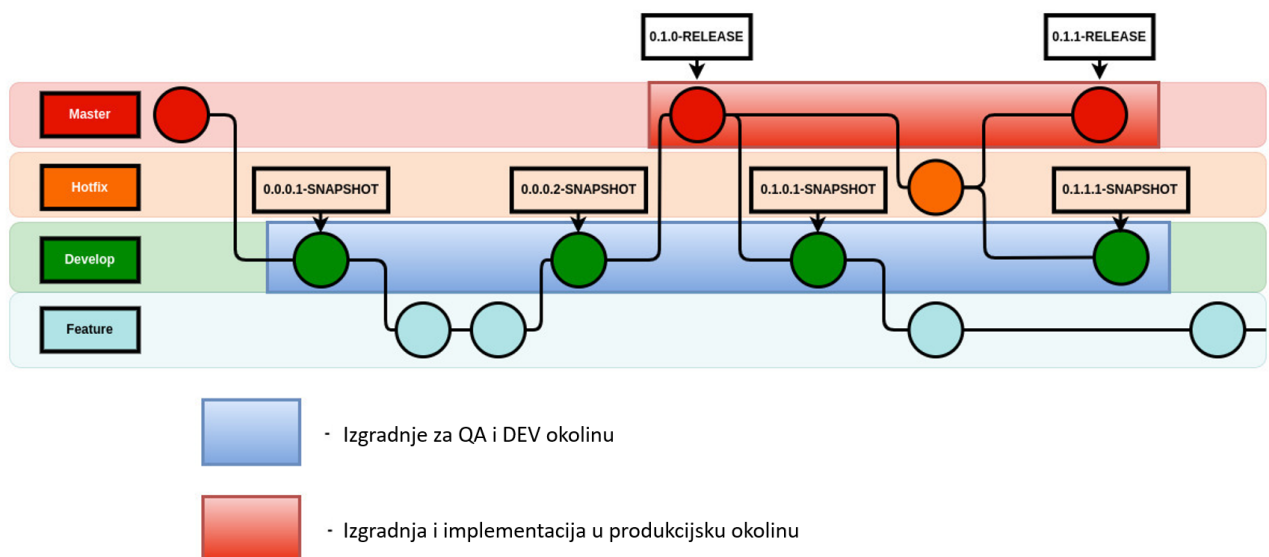 0.1.0-RELEASE
0.1.1-RELEASE
Master
Hotfix
0.0.0.1-SNAPSHOT
0.0.0.2-SNAPSHOT
0.1.0.1-SNAPSHOT
0.1.1.1-SNAPSHOT
Develop
Feature
- Izgradnje za QA i DEV okolinu
- Izgradnja i implementacija u produkcijsku okolinu